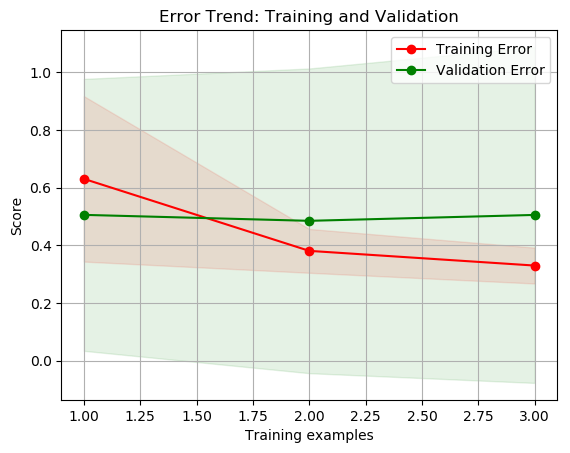 Error Trend: Training and Validation
Training Error
Validation Error
Score
1.0
0.8
0.6
0.4
0.2
0.0
1.00 1.25 1.50 1.75 2.00 2.25 2.50 2.75 3.00
Training examples